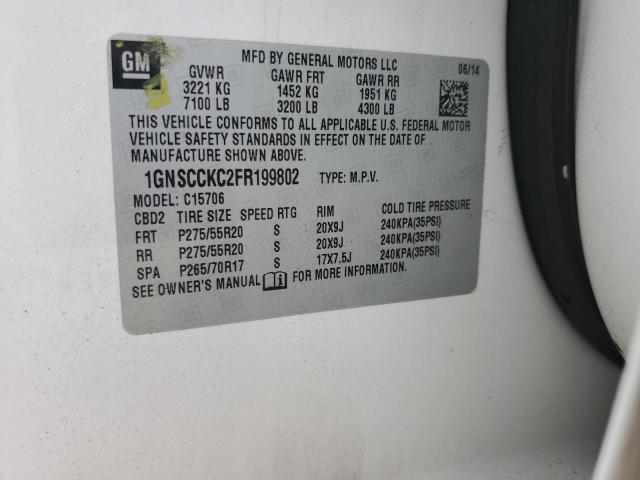 GM
MFD BY GENERAL MOTORS LLC 06/14
GVWR GAWR FRT GAWR RR
3221 KG 1452 KG 1951 KG
7100 LB 3200 LB 4300 LB
THIS VEHICLE CONFORMS TO ALL APPLICABLE U.S. FEDERAL MOTOR
VEHICLE SAFETY STANDARDS IN EFFECT ON THE DATE OF
MANUFACTURE SHOWN ABOVE.
1GNSCCKC2FR199802 TYPE: M.P.V.
MODEL: C15706
CBD2 TIRE SIZE SPEED RTG RIM COLD TIRE PRESSURE
FRT P275/55R20 S 20X9J 240KPA(35PSI)
RR P275/55R20 S 20X9J 240KPA(35PSI)
SPA P265/70R17 S 17X7.5J 240KPA(35PSI)
SEE OWNER'S MANUAL FOR MORE INFORMATION.